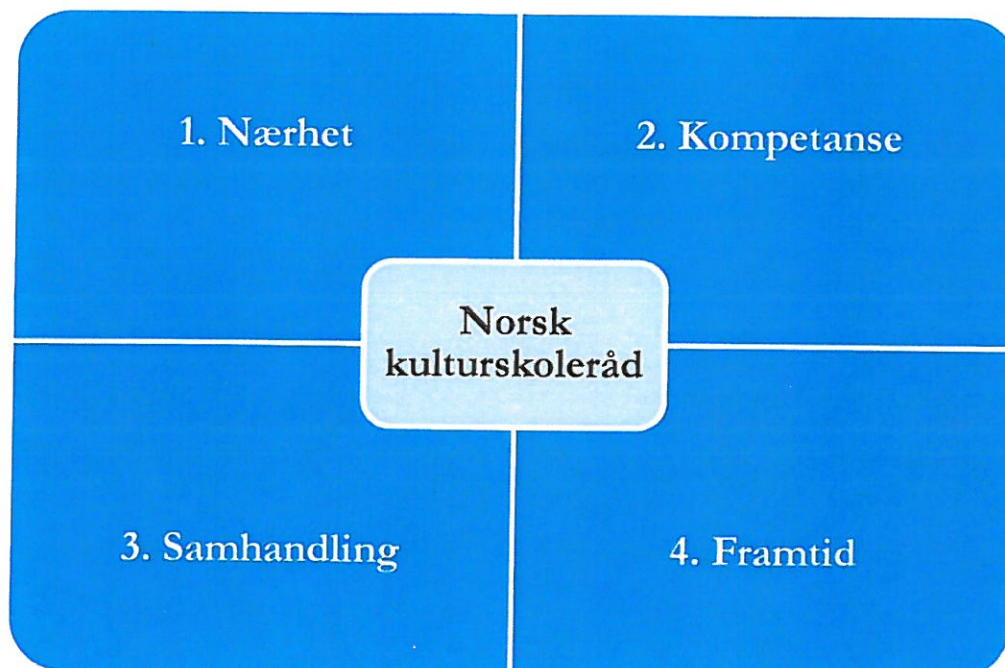 1. Nærhet
2. Kompetanse
Norsk
kulturskoleråd
3. Samhandling
4. Framtid